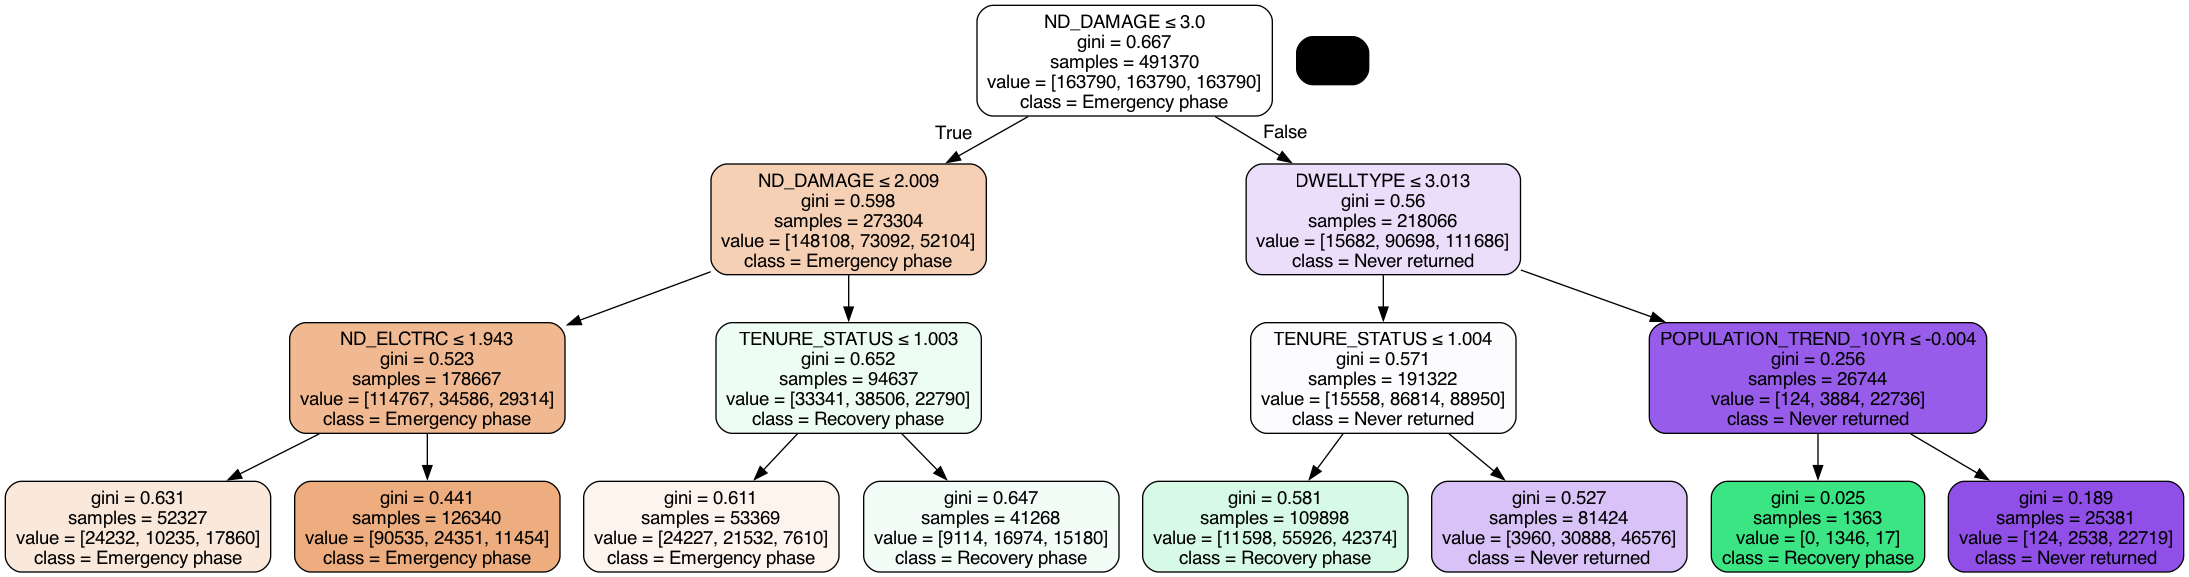 ND_DAMAGE ≤ 3.0
gini = 0.667
samples = 491370
value = [163790, 163790, 163790]
class = Emergency phase
True
False
ND_DAMAGE ≤ 2.009
gini = 0.598
samples = 273304
value = [148108, 73092, 52104]
class = Emergency phase
DWELLTYPE ≤ 3.013
gini = 0.56
samples = 218066
value = [15682, 90698, 111686]
class = Never returned
ND_ELCTRC ≤ 1.943
gini = 0.523
samples = 178667
value = [114767, 34586, 29314]
class = Emergency phase
TENURE_STATUS ≤ 1.003
gini = 0.652
samples = 94637
value = [33341, 38506, 22790]
class = Recovery phase
TENURE_STATUS ≤ 1.004
gini = 0.571
samples = 191322
value = [15558, 86814, 88950]
class = Never returned
POPULATION_TREND_10YR ≤ -0.004
gini = 0.256
samples = 26744
value = [124, 3884, 22736]
class = Never returned
gini = 0.631
samples = 52327
value = [24232, 10235, 17860]
class = Emergency phase
gini = 0.441
samples = 126340
value = [90535, 24351, 11454]
class = Emergency phase
gini = 0.611
samples = 53369
value = [24227, 21532, 7610]
class = Emergency phase
gini = 0.647
samples = 41268
value = [9114, 16974, 15180]
class = Recovery phase
gini = 0.581
samples = 109898
value = [11598, 55926, 42374]
class = Recovery phase
gini = 0.527
samples = 81424
value = [3960, 30888, 46576]
class = Never returned
gini = 0.025
samples = 1363
value = [0, 1346, 17]
class = Recovery phase
gini = 0.189
samples = 25381
value = [124, 2538, 22719]
class = Never returned